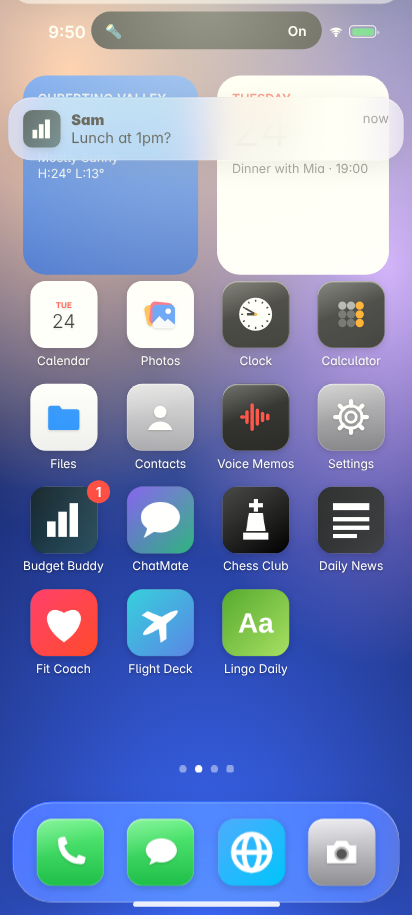 9:50
On
CUPERTINO VALLEY
TUESDAY
24
Sam
now
Lunch at 1pm?
Mostly Sunny
H:24° L:13°
Dinner with Mia · 19:00
TUE
24
Calendar
Photos
Clock
Calculator
Files
Contacts
Voice Memos
Settings
1
Budget Buddy
ChatMate
Chess Club
Daily News
Aa
Fit Coach
Flight Deck
Lingo Daily